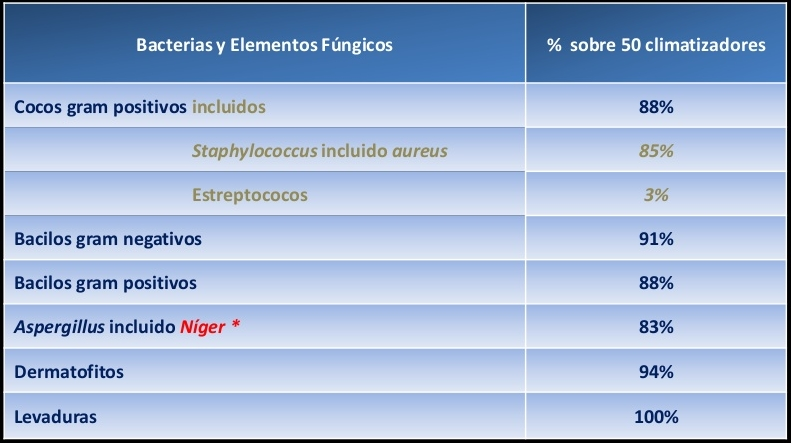 Bacterias y Elementos Fúngicos % sobre 50 climatizadores
Cocos gram positivos incluidos 88%
Staphylococcus incluido aureus 85%
Estreptococos 3%
Bacilos gram negativos 91%
Bacilos gram positivos 88%
Aspergillus incluido Níger * 83%
Dermatofitos 94%
Levaduras 100%